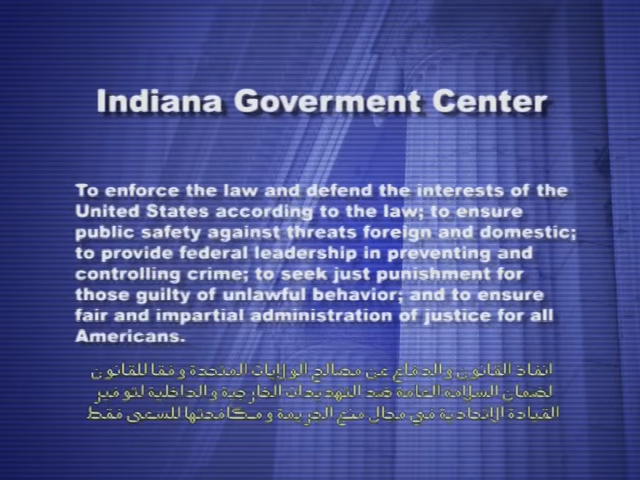 Indiana Goverment Center
To enforce the law and defend the interests of the
United States according to the law; to ensure
public safety against threats foreign and domestic;
to provide federal leadership in preventing and
controlling crime; to seek just punishment for
those guilty of unlawful behavior; and to ensure
fair and impartial administration of justice for all
Americans.
انفاذ القانون والدفاع عن مصالح الولايات المتحدة وفقا للقانون
لضمان السلامة العامة ضد التهديدات الخارجية والداخلية لتوفير
القيادة الاتحادية في مجال منع الجريمة ومكافحتها للسعى فقط